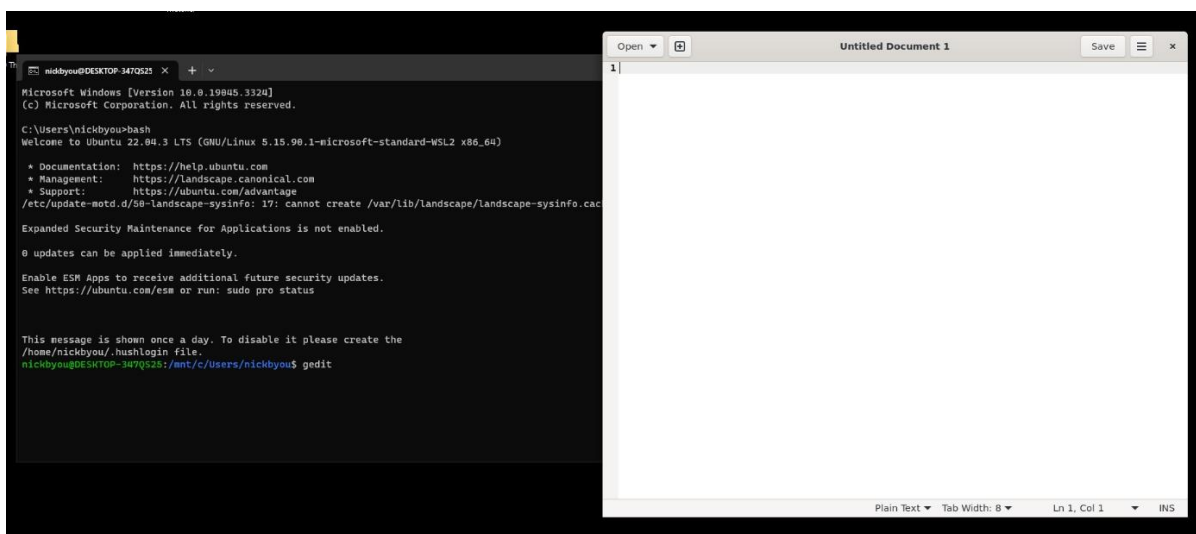 nickbyou@DESKTOP-347QS25
Microsoft Windows [Version 10.0.19045.3324]
(c) Microsoft Corporation. All rights reserved.
C:\Users\nickbyou>bash
Welcome to Ubuntu 22.04.3 LTS (GNU/Linux 5.15.90.1-microsoft-standard-WSL2 x86_64)
* Documentation:  https://help.ubuntu.com
* Management:     https://landscape.canonical.com
* Support:        https://ubuntu.com/advantage
/etc/update-motd.d/50-landscape-sysinfo: 17: cannot create /var/lib/landscape/landscape-sysinfo.cac
Expanded Security Maintenance for Applications is not enabled.
0 updates can be applied immediately.
Enable ESM Apps to receive additional future security updates.
See https://ubuntu.com/esm or run: sudo pro status
This message is shown once a day. To disable it please create the
/home/nickbyou/.hushlogin file.
nickbyou@DESKTOP-347QS25:/mnt/c/Users/nickbyou$ gedit
Open Untitled Document 1 Save
1
Plain Text Tab Width: 8 Ln 1, Col 1 INS